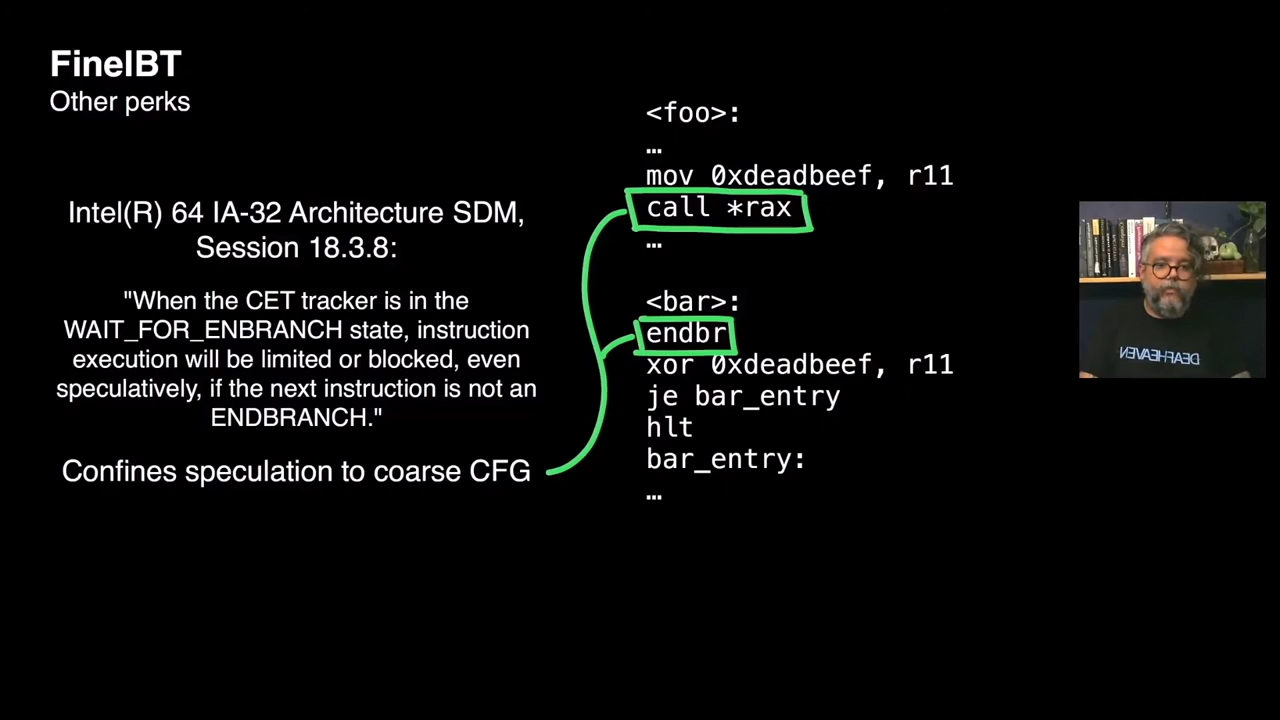 FineIBT
Other perks
Intel(R) 64 IA-32 Architecture SDM,
Session 18.3.8:
"When the CET tracker is in the
WAIT_FOR_ENBRANCH state, instruction
execution will be limited or blocked, even
speculatively, if the next instruction is not an
ENDBRANCH."
Confines speculation to coarse CFG
<foo>:
…
mov 0xdeadbeef, r11
call *rax
…
<bar>:
endbr
xor 0xdeadbeef, r11
je bar_entry
hlt
bar_entry:
…
DEAFHEAVEN